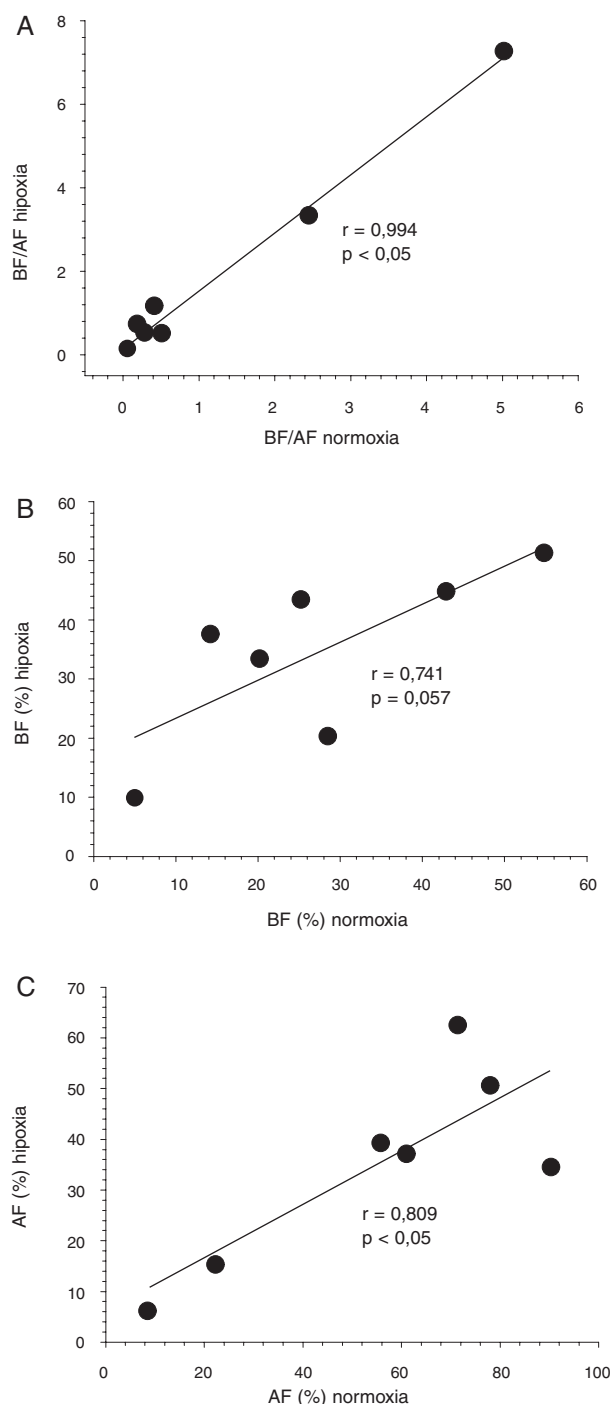 A
8
6
4
2
0
BF/AF hipoxia
r = 0,994
p < 0,05
0 1 2 3 4 5 6
BF/AF normoxia
B
60
50
40
30
20
10
0
BF (%) hipoxia
r = 0,741
p = 0,057
0 10 20 30 40 50 60
BF (%) normoxia
C
70
60
50
40
30
20
10
0
AF (%) hipoxia
r = 0,809
p < 0,05
0 20 40 60 80 100
AF (%) normoxia